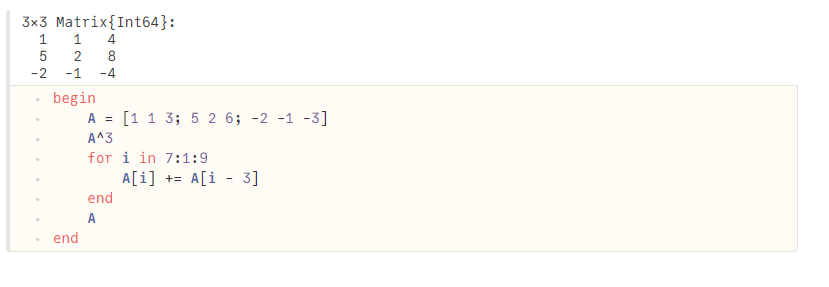 3×3 Matrix{Int64}:
  1   1   4
  5   2   8
 -2  -1  -4
begin
    A = [1 1 3; 5 2 6; -2 -1 -3]
    A^3
    for i in 7:1:9
        A[i] += A[i - 3]
    end
    A
end